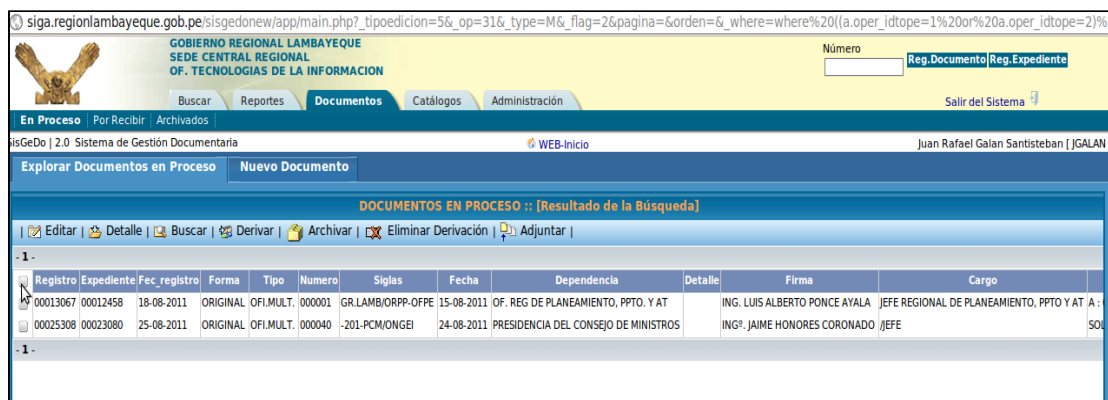 siga.regionlambayeque.gob.pe/sisgedonew/app/main.php?_tipoedicion=5&_op=31&_type=M&_flag=2&pagina=&orden=&_where=where%20((a.oper_idtope=1%20or%20a.oper_idtope=2)%
GOBIERNO REGIONAL LAMBAYEQUE
SEDE CENTRAL REGIONAL
OF. TECNOLOGIAS DE LA INFORMACION
Número
Reg.Documento Reg.Expediente
Buscar Reportes Documentos Catálogos Administración
Salir del Sistema
En Proceso Por Recibir Archivados
SisGeDo | 2.0 Sistema de Gestión Documentaria WEB-Inicio Juan Rafael Galan Santisteban [ JGALAN
Explorar Documentos en Proceso Nuevo Documento
DOCUMENTOS EN PROCESO :: [Resultado de la Búsqueda]
| Editar | Detalle | Buscar | Derivar | Archivar | Eliminar Derivación | Adjuntar |
- 1 -
Registro Expediente Fec_registro Forma Tipo Numero Siglas Fecha Dependencia Detalle Firma Cargo
00013067 00012458 18-08-2011 ORIGINAL OFI.MULT. 000001 GR.LAMB/ORPP-OFPE 15-08-2011 OF. REG DE PLANEAMIENTO, PPTO. Y AT ING. LUIS ALBERTO PONCE AYALA JEFE REGIONAL DE PLANEAMIENTO, PPTO Y AT A :
00025308 00023080 25-08-2011 ORIGINAL OFI.MULT. 000040 -201-PCM/ONGEI 24-08-2011 PRESIDENCIA DEL CONSEJO DE MINISTROS INGº. JAIME HONORES CORONADO /JEFE SOL
- 1 -